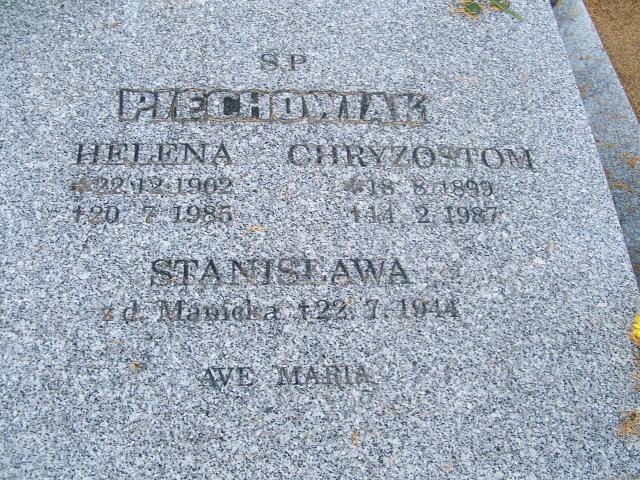 Ś.P
PIECHOWIAK
HELENA CHRYZOSTOM
*22.12.1902 *18.8.1899
†20.7.1985 †14.2.1987
STANISŁAWA
z d. Manicka †22.7.1944
AVE MARIA